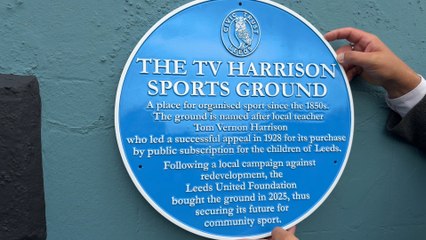 CIVIC TRUST
LEEDS
THE TV HARRISON
SPORTS GROUND
A place for organised sport since the 1850s.
The ground is named after local teacher
Tom Vernon Harrison
who led a successful appeal in 1928 for its purchase
by public subscription for the children of Leeds.
Following a local campaign against
redevelopment, the
Leeds United Foundation
bought the ground in 2023, thus
securing its future for
community sport.